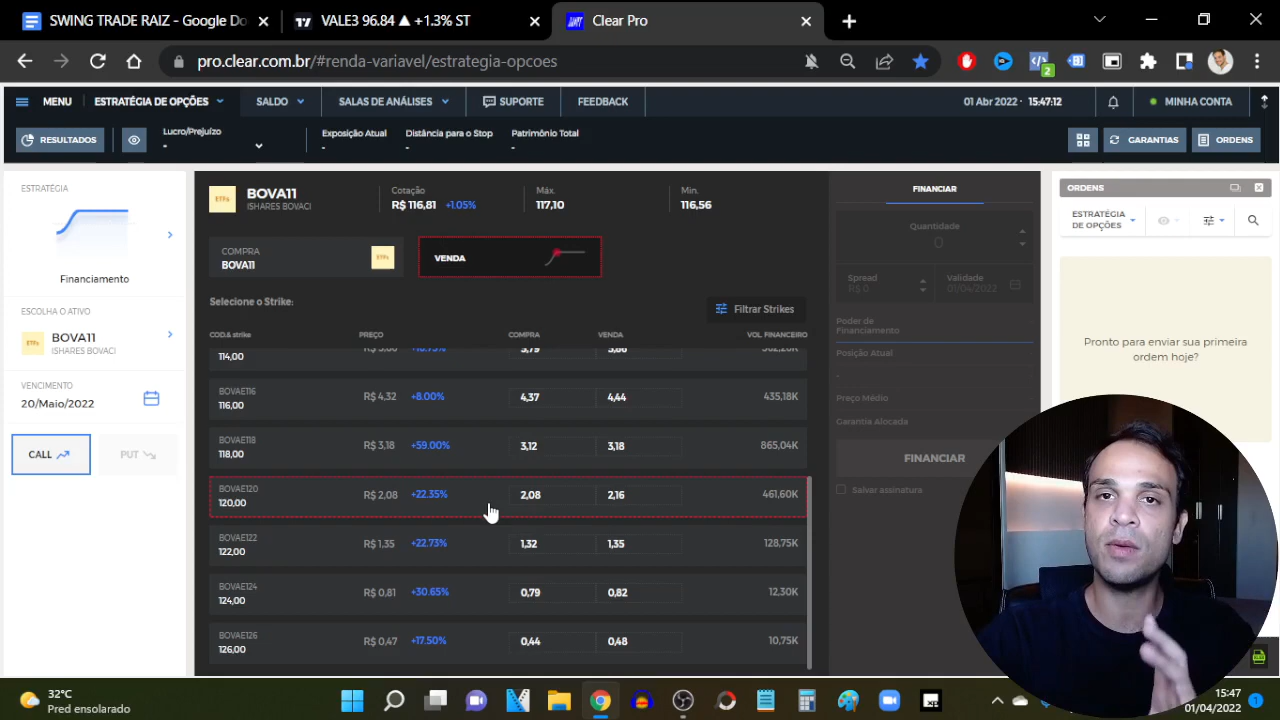 SWING TRADE RAIZ - Google Do
VALE3 96.84 ▲ +1.3% ST
Clear Pro
pro.clear.com.br/#renda-variavel/estrategia-opcoes
2
MENU
ESTRATÉGIA DE OPÇÕES
SALDO
SALAS DE ANÁLISES
SUPORTE
FEEDBACK
01 Abr 2022 · 15:47:12
MINHA CONTA
RESULTADOS
Lucro/Prejuízo
-
Exposição Atual
-
Distância para o Stop
-
Patrimônio Total
-
GARANTIAS
ORDENS
ESTRATÉGIA
Financiamento
ESCOLHA O ATIVO
ETFs
BOVA11
ISHARES BOVACI
VENCIMENTO
20/Maio/2022
CALL
PUT
ETFs
BOVA11
ISHARES BOVACI
Cotação
R$ 116,81 +1.05%
Máx.
117,10
Min.
116,56
COMPRA
BOVA11
ETFs
VENDA
Selecione o Strike:
Filtrar Strikes
COD.& strike PREÇO COMPRA VENDA VOL FINANCEIRO
114,00
BOVAE116
116,00
R$ 4,32 +8.00% 4,37 4,44 435,18K
BOVAE118
118,00
R$ 3,18 +59.00% 3,12 3,18 865,04K
BOVAE120
120,00
R$ 2,08 +22.35% 2,08 2,16 461,60K
BOVAE122
122,00
R$ 1,35 +22.73% 1,32 1,35 128,75K
BOVAE124
124,00
R$ 0,81 +30.65% 0,79 0,82 12,30K
BOVAE126
126,00
R$ 0,47 +17.50% 0,44 0,48 10,75K
FINANCIAR
Quantidade
0
Spread
R$ 0
Validade
01/04/2022
Poder de
Financiamento
Posição Atual
-
Preço Médio
Garantia Alocada
FINANCIAR
Salvar assinatura
ORDENS
ESTRATÉGIA
DE OPÇÕES
Pronto para enviar sua primeira
ordem hoje?
32°C
Pred ensolarado
xp
15:47
01/04/2022
1